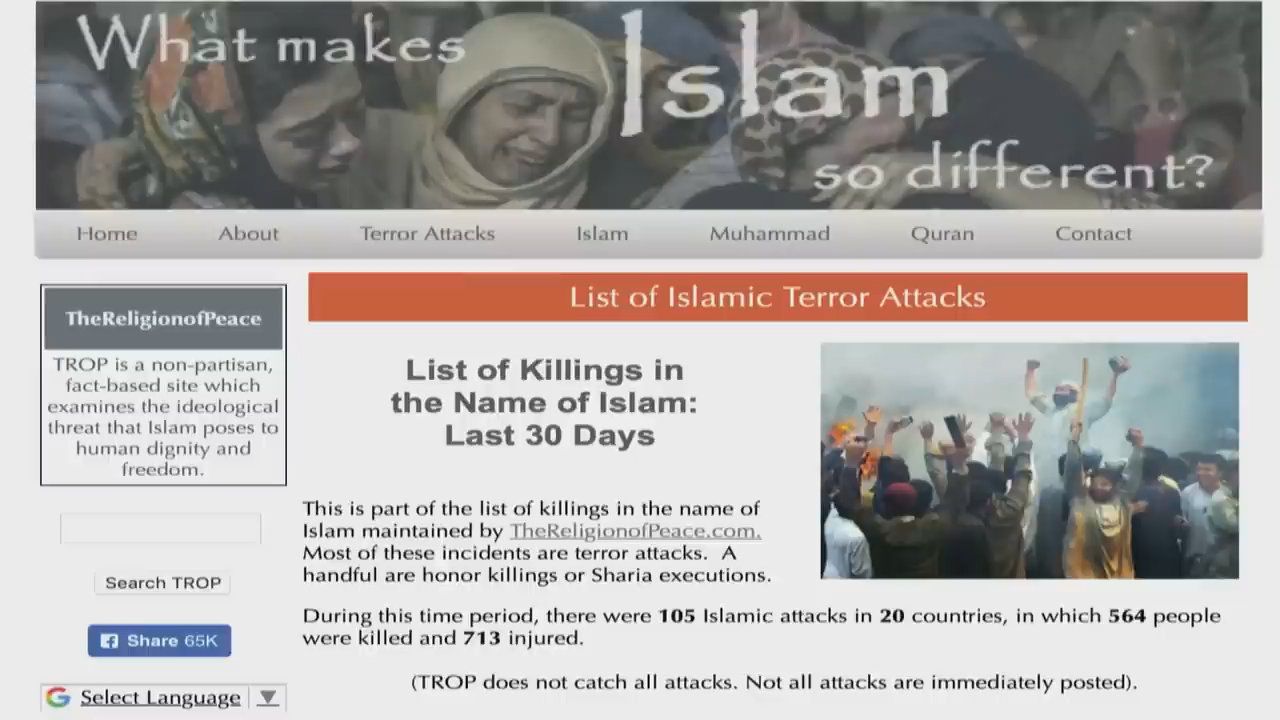 What makes Islam
so different?
Home About Terror Attacks Islam Muhammad Quran Contact
TheReligionofPeace
TROP is a non-partisan,
fact-based site which
examines the ideological
threat that Islam poses to
human dignity and
freedom.
Search TROP
Share 65K
Select Language
List of Islamic Terror Attacks
List of Killings in
the Name of Islam:
Last 30 Days
This is part of the list of killings in the name of
Islam maintained by TheReligionofPeace.com.
Most of these incidents are terror attacks. A
handful are honor killings or Sharia executions.
During this time period, there were 105 Islamic attacks in 20 countries, in which 564 people
were killed and 713 injured.
(TROP does not catch all attacks. Not all attacks are immediately posted).